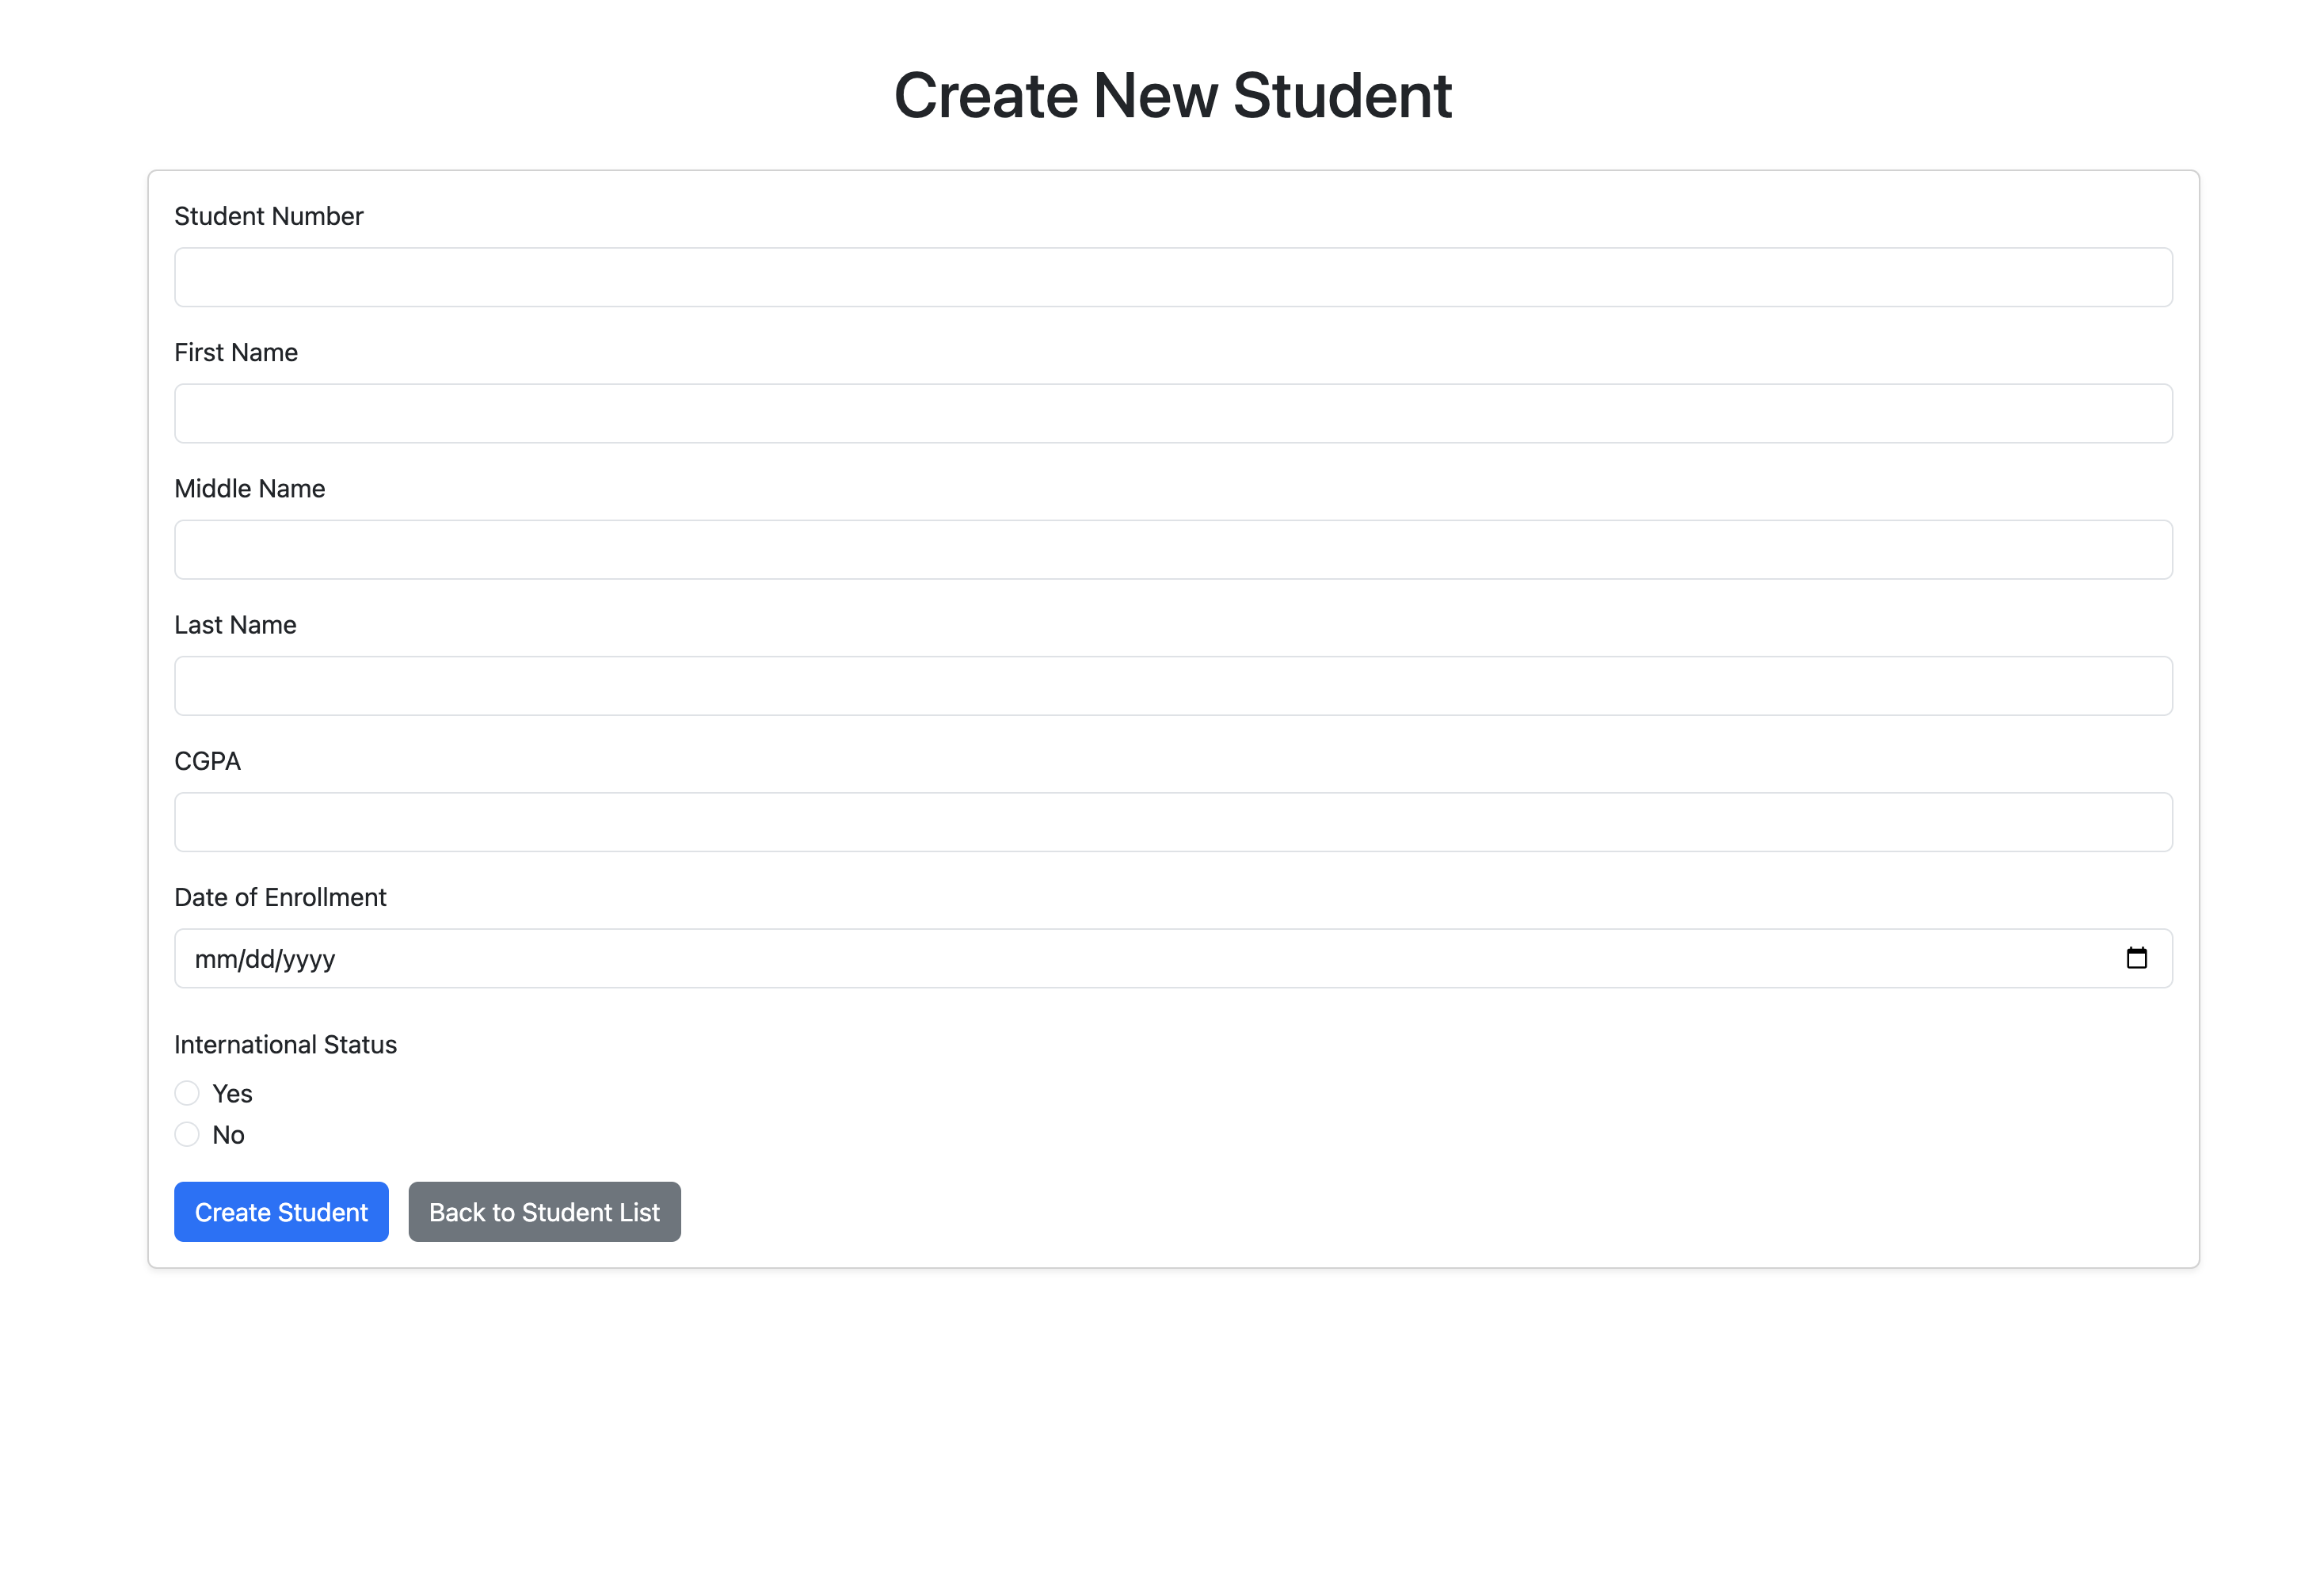 Create New Student
Student Number
First Name
Middle Name
Last Name
CGPA
Date of Enrollment
mm/dd/yyyy
International Status
Yes
No
Create Student
Back to Student List